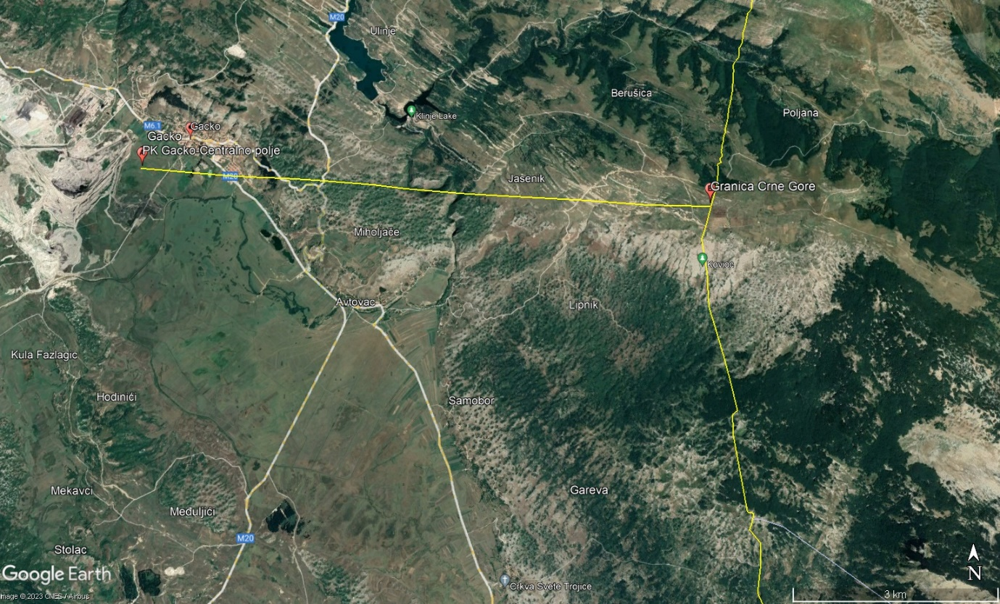 M20
Ulinje
Berušica
Poljana
Klinje Lake
M6.1
Gacko
Gacko
PK Gacko-Centralno polje
M20
Jasenik
Granica Crne Gore
Miholjače
Kovioc
Avtovac
Lipnik
Kula Fazlagic
Hodinići
Samobor
Mekavci
Gareva
Međuljići
M20
Stolac
Google Earth
Crkva Svete Trojice
N
3 km
Image © 2023 CNES / Airbus